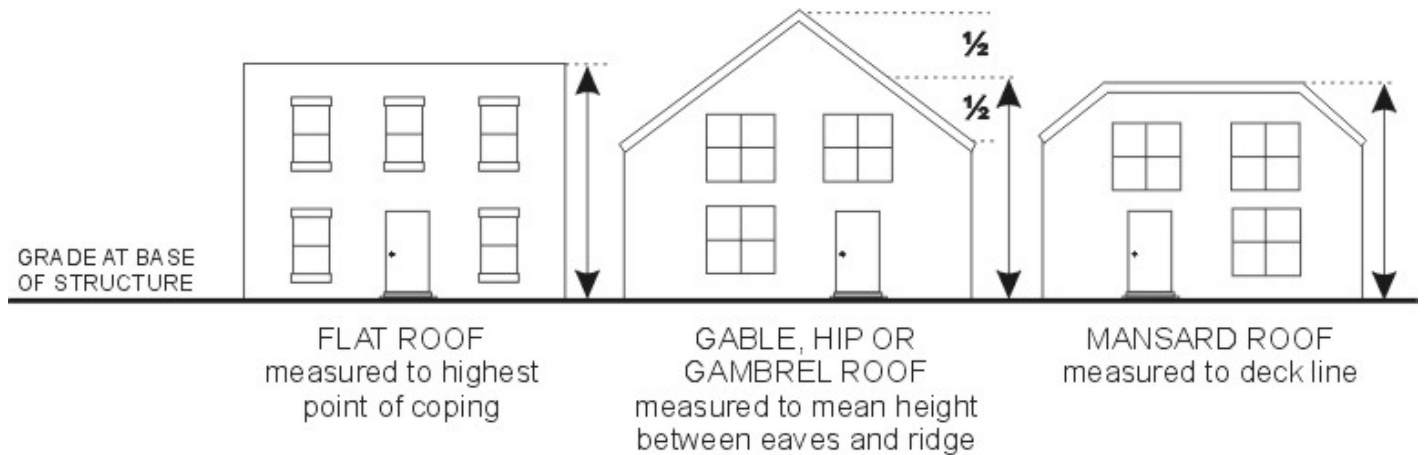 ½
½
GRADE AT BASE
OF STRUCTURE
FLAT ROOF
measured to highest
point of coping
GABLE, HIP OR
GAMBREL ROOF
measured to mean height
between eaves and ridge
MANSARD ROOF
measured to deck line